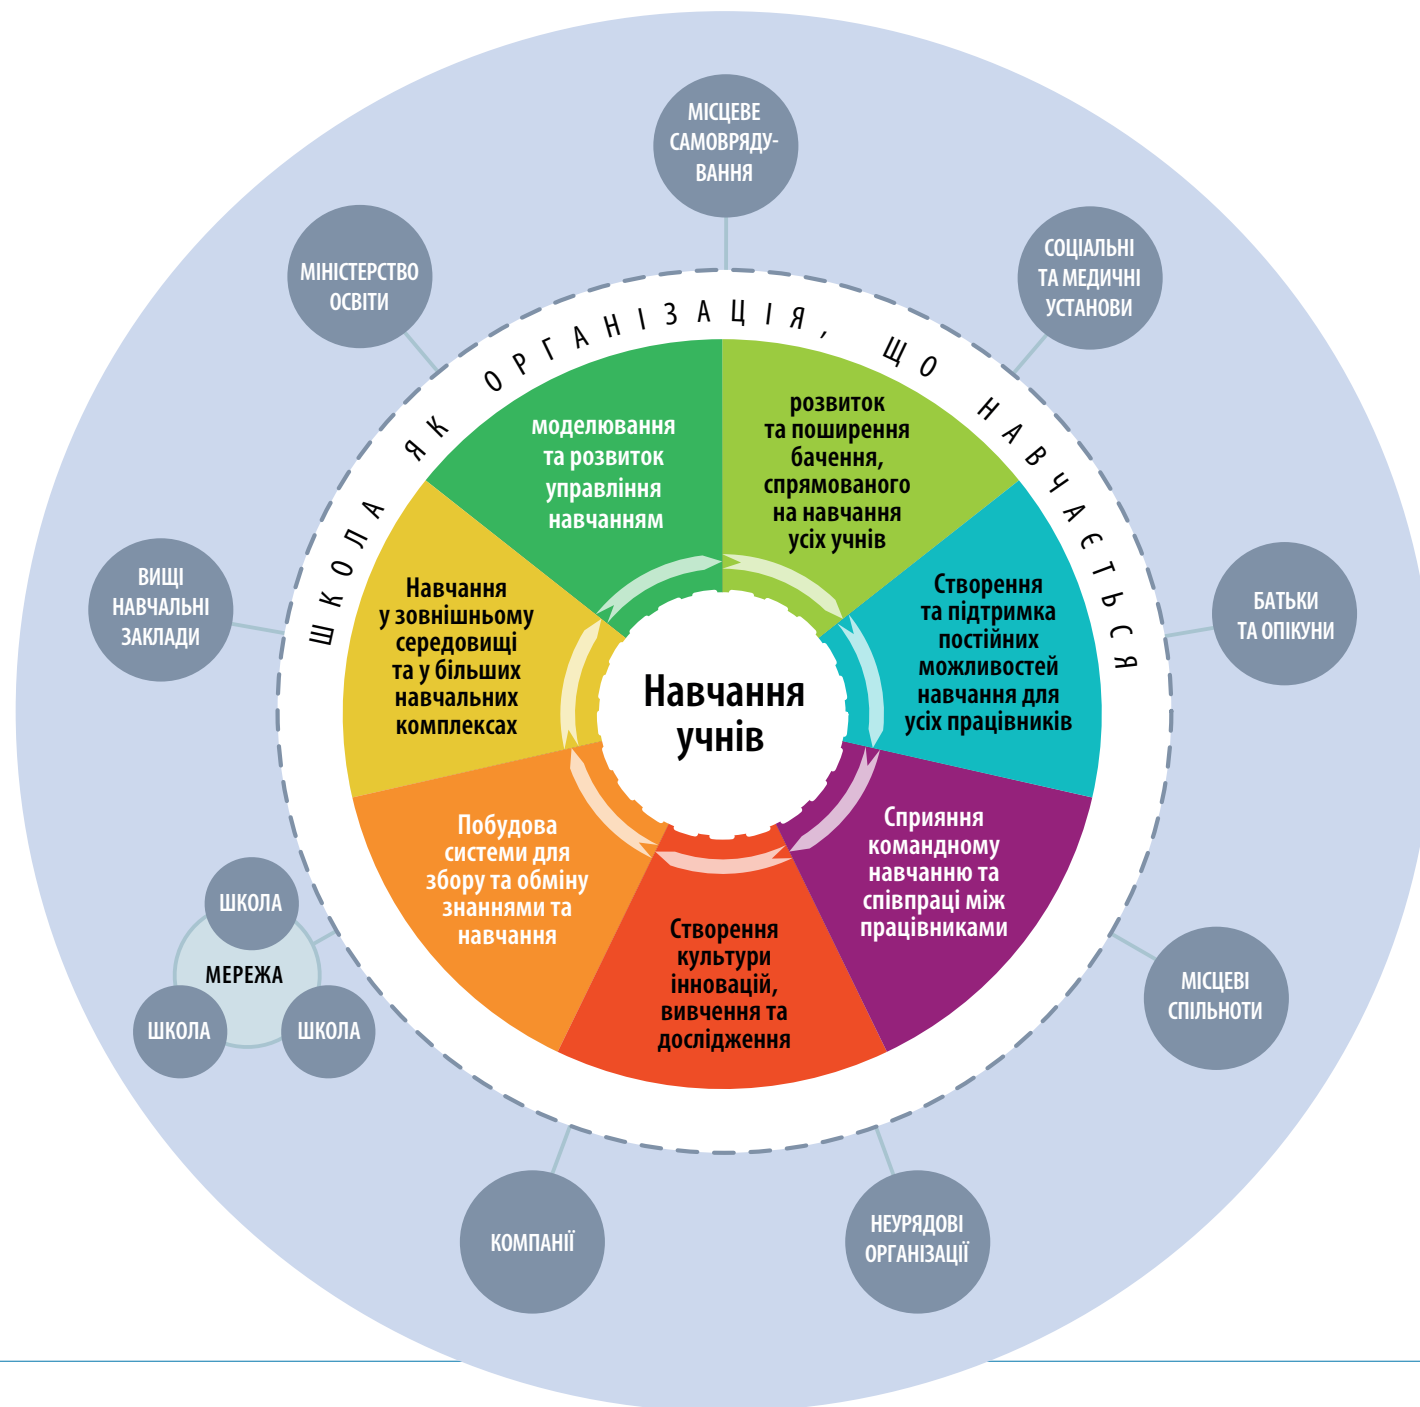 МІСЦЕВЕ
САМОВРЯДУ-
ВАННЯ
МІНІСТЕРСТВО
ОСВІТИ
СОЦІАЛЬНІ
ТА МЕДИЧНІ
УСТАНОВИ
ШКОЛА ЯК ОРГАНІЗАЦІЯ, ЩО НАВЧАЄТЬСЯ
моделювання
та розвиток
управління
навчанням
розвиток
та поширення
бачення,
спрямованого
на навчання
усіх учнів
ВИЩІ
НАВЧАЛЬНІ
ЗАКЛАДИ
Навчання
у зовнішньому
середовищі
та у більших
навчальних
комплексах
Створення
та підтримка
постійних
можливостей
навчання для
усіх працівників
БАТЬКИ
ТА ОПІКУНИ
Навчання
учнів
Побудова
системи для
збору та обміну
знаннями та
навчання
Сприяння
командному
навчанню та
співпраці між
працівниками
Створення
культури
інновацій,
вивчення та
дослідження
ШКОЛА
МЕРЕЖА
ШКОЛА
ШКОЛА
МІСЦЕВІ
СПІЛЬНОТИ
КОМПАНІЇ
НЕУРЯДОВІ
ОРГАНІЗАЦІЇ